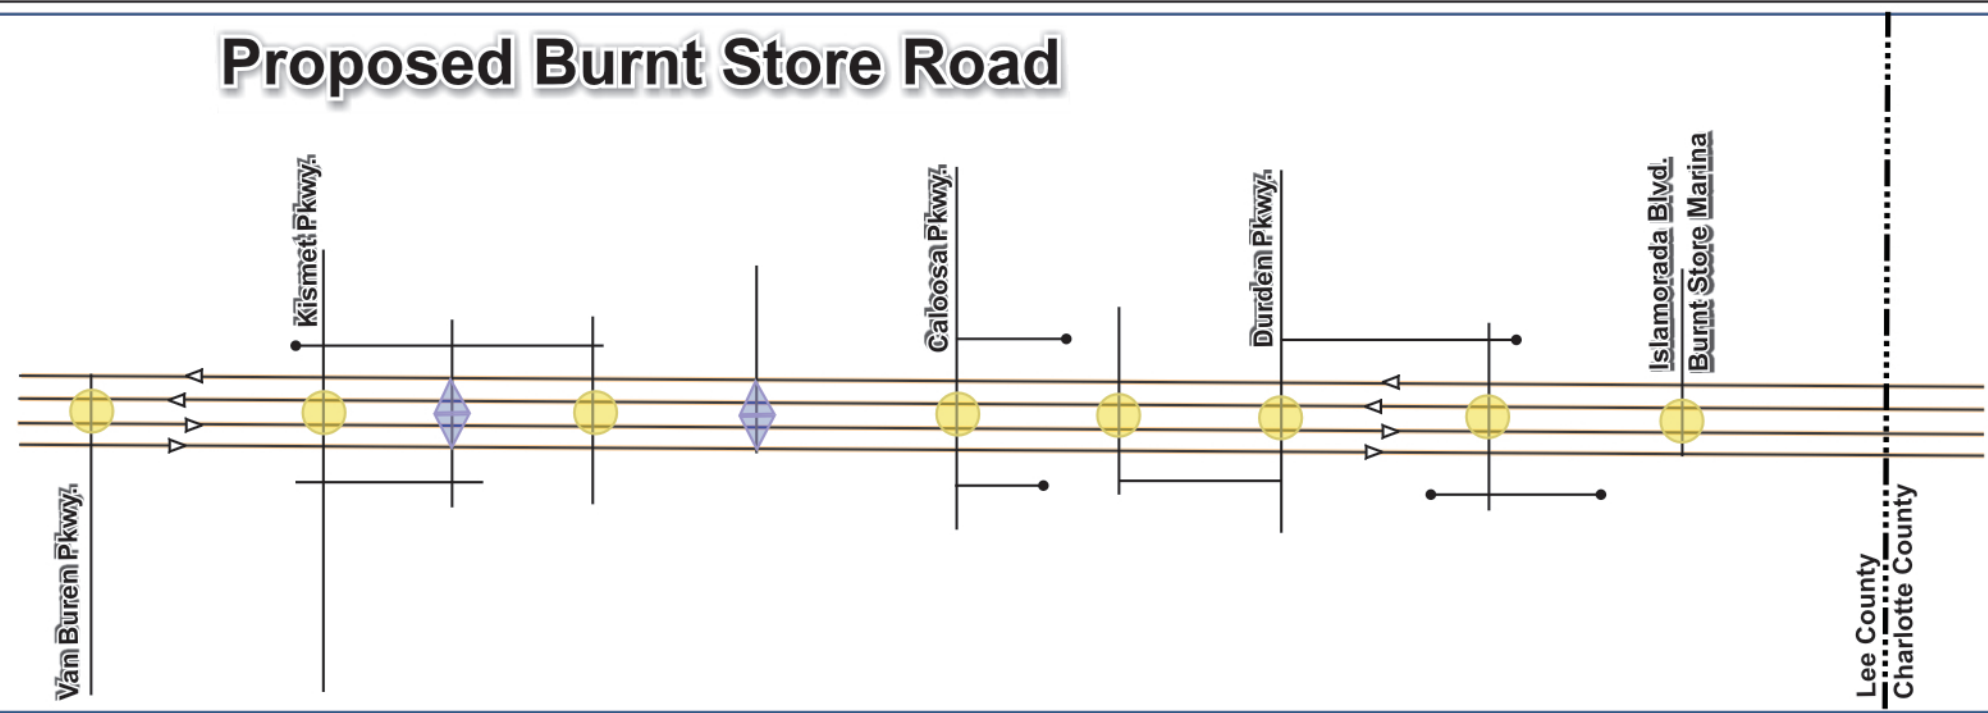 Proposed Burnt Store Road
Van Buren Pkwy.
Kismet Pkwy.
Caloosa Pkwy.
Durden Pkwy.
Islamorada Blvd.
Burnt Store Marina
Lee County
Charlotte County